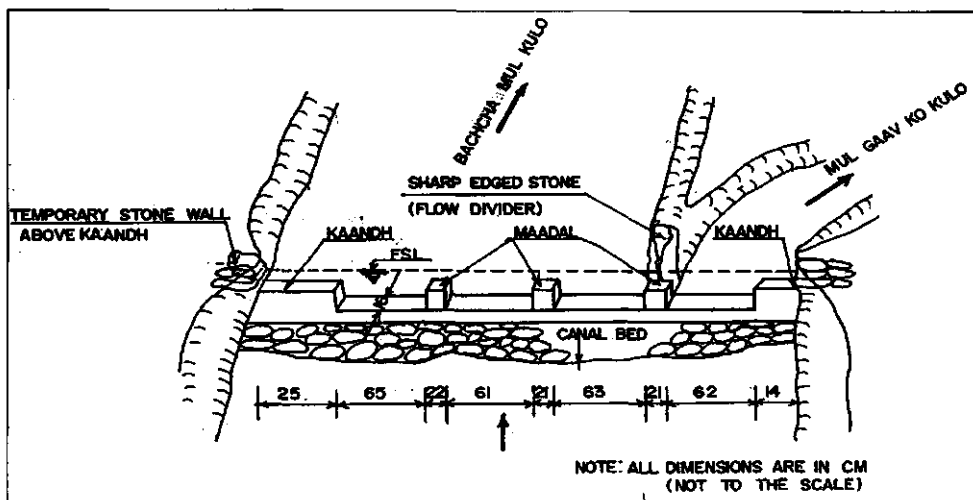 BACHCHA MUL KULO
MUL GAAV KO KULO
SHARP EDGED STONE
(FLOW DIVIDER)
TEMPORARY STONE WALL
ABOVE KAANDH
KAANDH
FSL
MAADAL
KAANDH
CANAL BED
25 65 22 61 21 63 21 62 14
NOTE: ALL DIMENSIONS ARE IN CM
(NOT TO THE SCALE)